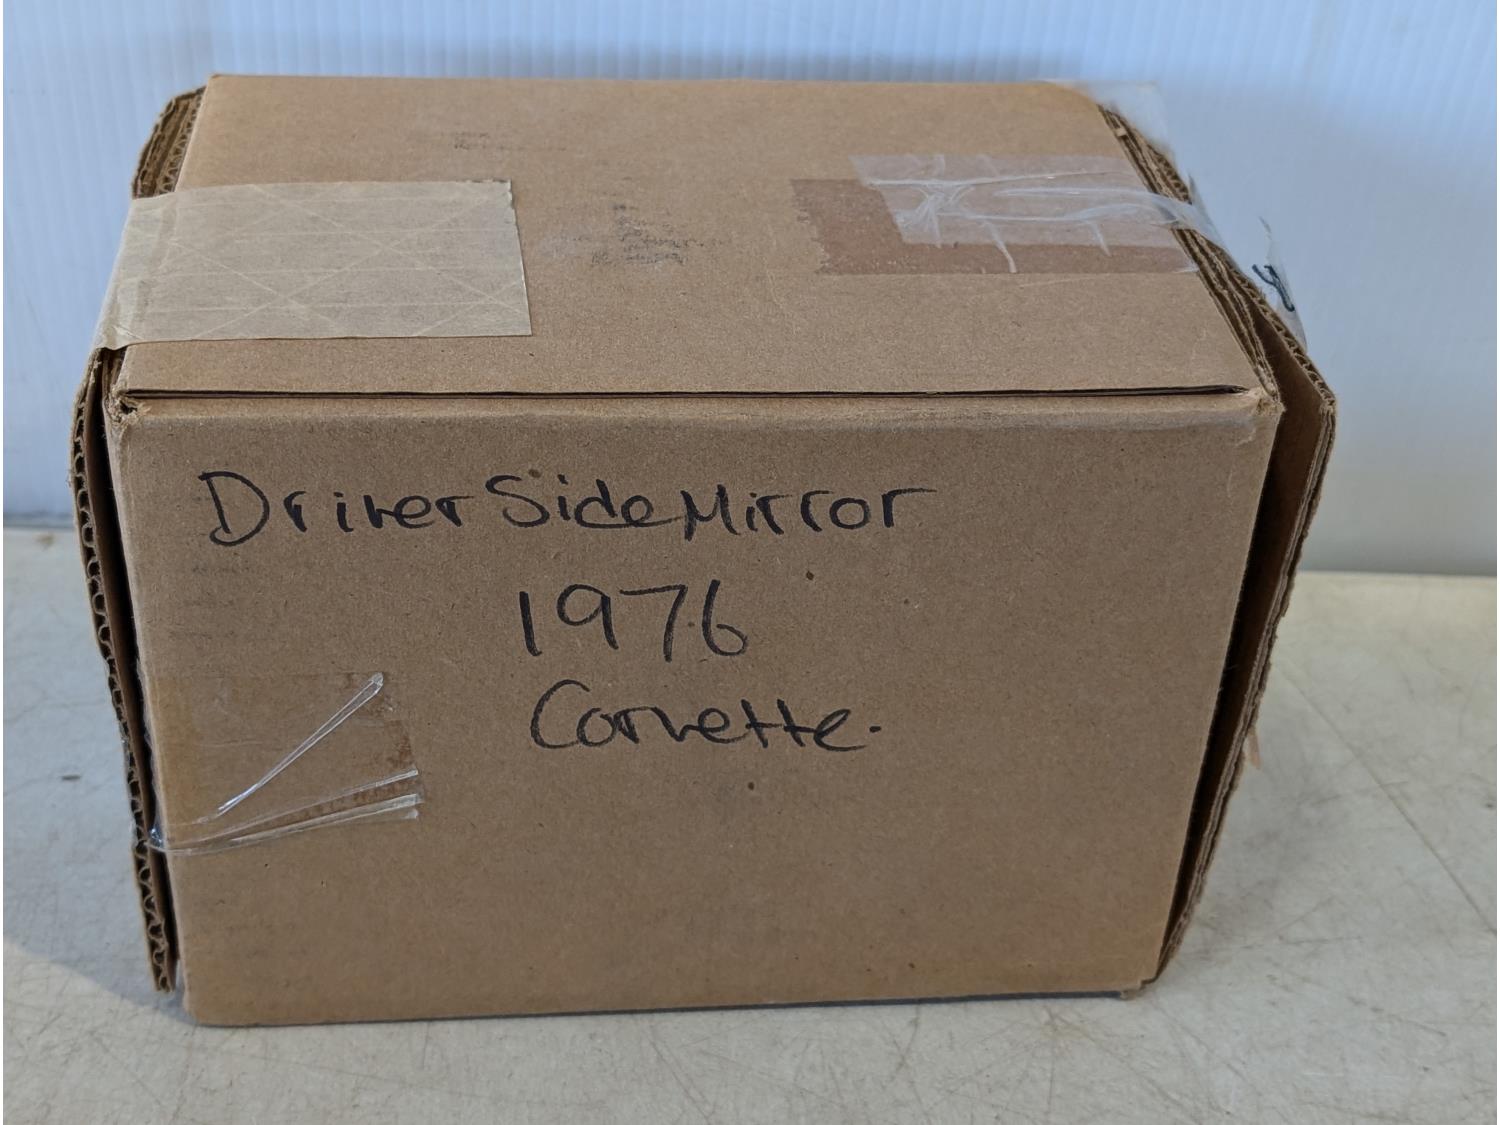 Driver Side Mirror
1976
Corvette.